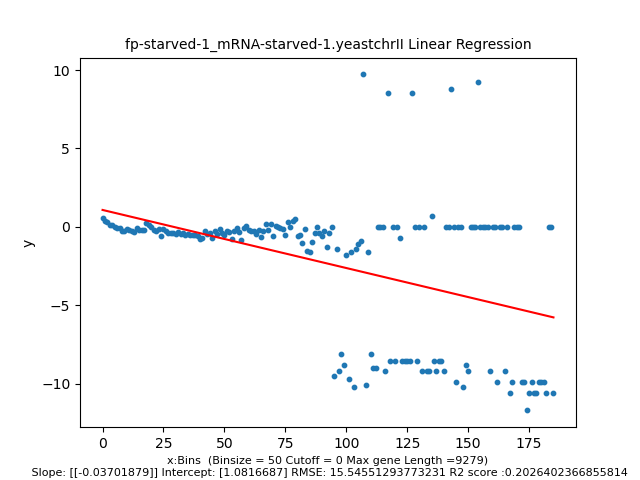 fp-starved-1_mRNA-starved-1.yeastchrII Linear Regression
10
5
0
−5
−10
y
0 25 50 75 100 125 150 175
x:Bins (Binsize = 50 Cutoff = 0 Max gene Length =9279)
Slope: [[-0.03701879]] Intercept: [1.0816687] RMSE: 15.54551293773231 R2 score :0.2026402366855814